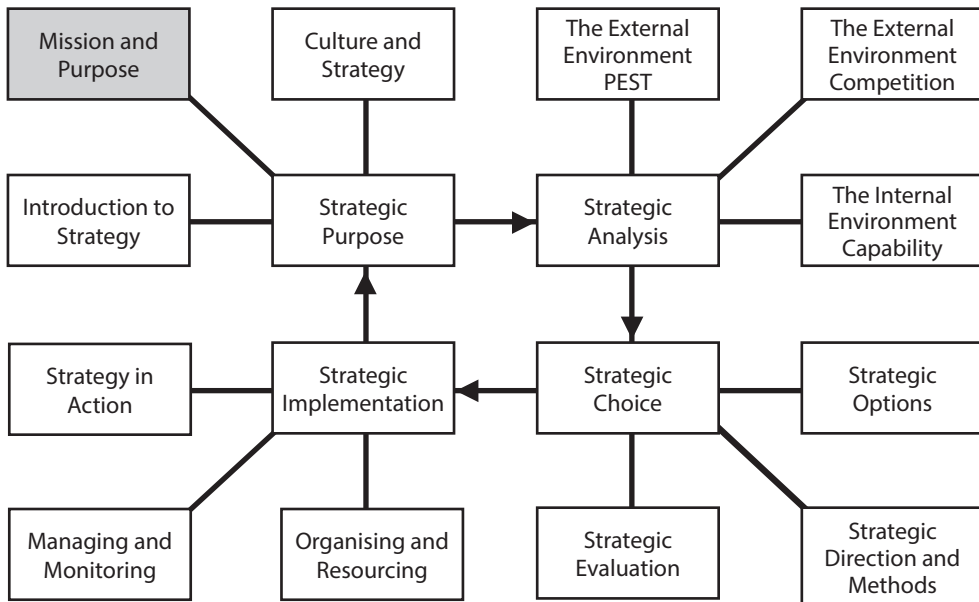 Mission and
Purpose
Culture and
Strategy
The External
Environment
PEST
The External
Environment
Competition
Introduction to
Strategy
Strategic
Purpose
Strategic
Analysis
The Internal
Environment
Capability
Strategy in
Action
Strategic
Implementation
Strategic
Choice
Strategic
Options
Managing and
Monitoring
Organising and
Resourcing
Strategic
Evaluation
Strategic
Direction and
Methods